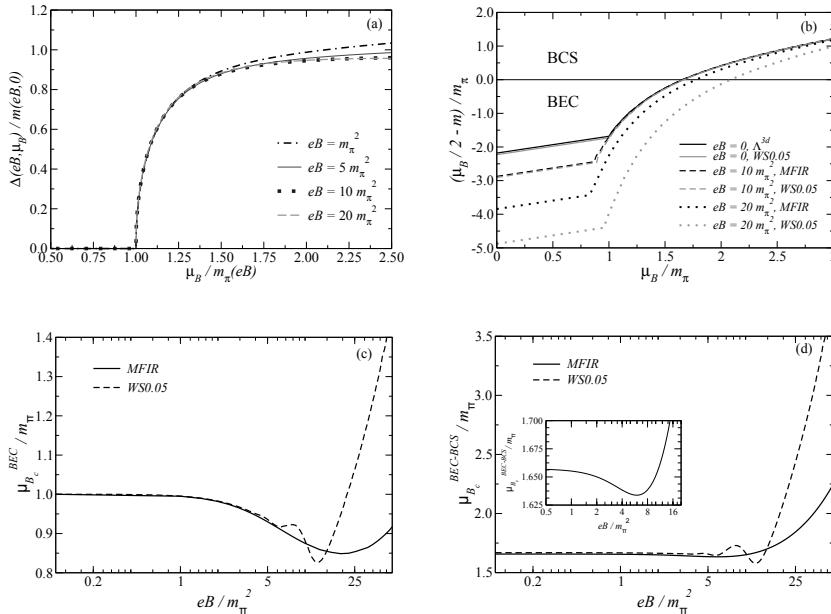 (a)
Δ(eB,μ_B) / m(eB,0)
1.2
1.0
0.8
0.6
0.4
0.2
0.0
eB = m_π^2
eB = 5 m_π^2
eB = 10 m_π^2
eB = 20 m_π^2
0.50 0.75 1.00 1.25 1.50 1.75 2.00 2.25 2.50
μ_B / m_π(eB)
(b)
(μ_B / 2 - m) / m_π
2.0
1.0
0.0
-1.0
-2.0
-3.0
-4.0
-5.0
BCS
BEC
eB = 0, Λ^3d
eB = 0, WS0.05
eB = 10 m_π^2, MFIR
eB = 10 m_π^2, WS0.05
eB = 20 m_π^2, MFIR
eB = 20 m_π^2, WS0.05
0 0.5 1 1.5 2 2.5 3
μ_B / m_π
(c)
μ_B_c^BEC / m_π
1.4
1.3
1.2
1.1
1.0
0.9
0.8
MFIR
WS0.05
0.2 1 5 25
eB / m_π^2
(d)
μ_B_c^BEC-BCS / m_π
3.5
3.0
2.5
2.0
1.5
MFIR
WS0.05
μ_B_c^BEC-BCS / m_π
1.700
1.675
1.650
1.625
0.5 1 2 4 8 16
eB / m_π^2
0.2 1 5 25
eB / m_π^2